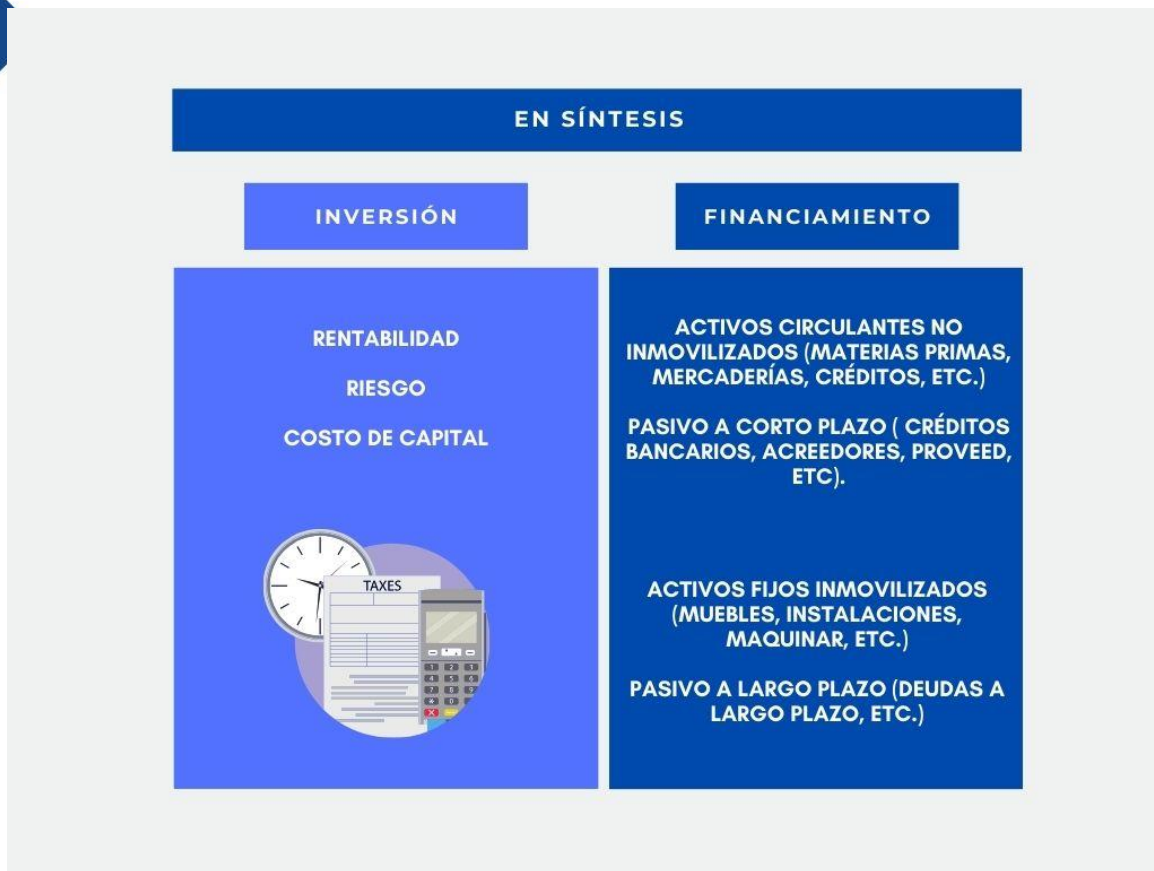 EN SÍNTESIS
INVERSIÓN
RENTABILIDAD
RIESGO
COSTO DE CAPITAL
TAXES
FINANCIAMIENTO
ACTIVOS CIRCULANTES NO
INMOVILIZADOS (MATERIAS PRIMAS,
MERCADERÍAS, CRÉDITOS, ETC.)
PASIVO A CORTO PLAZO ( CRÉDITOS
BANCARIOS, ACREEDORES, PROVEED,
ETC).
ACTIVOS FIJOS INMOVILIZADOS
(MUEBLES, INSTALACIONES,
MAQUINAR, ETC.)
PASIVO A LARGO PLAZO (DEUDAS A
LARGO PLAZO, ETC.)